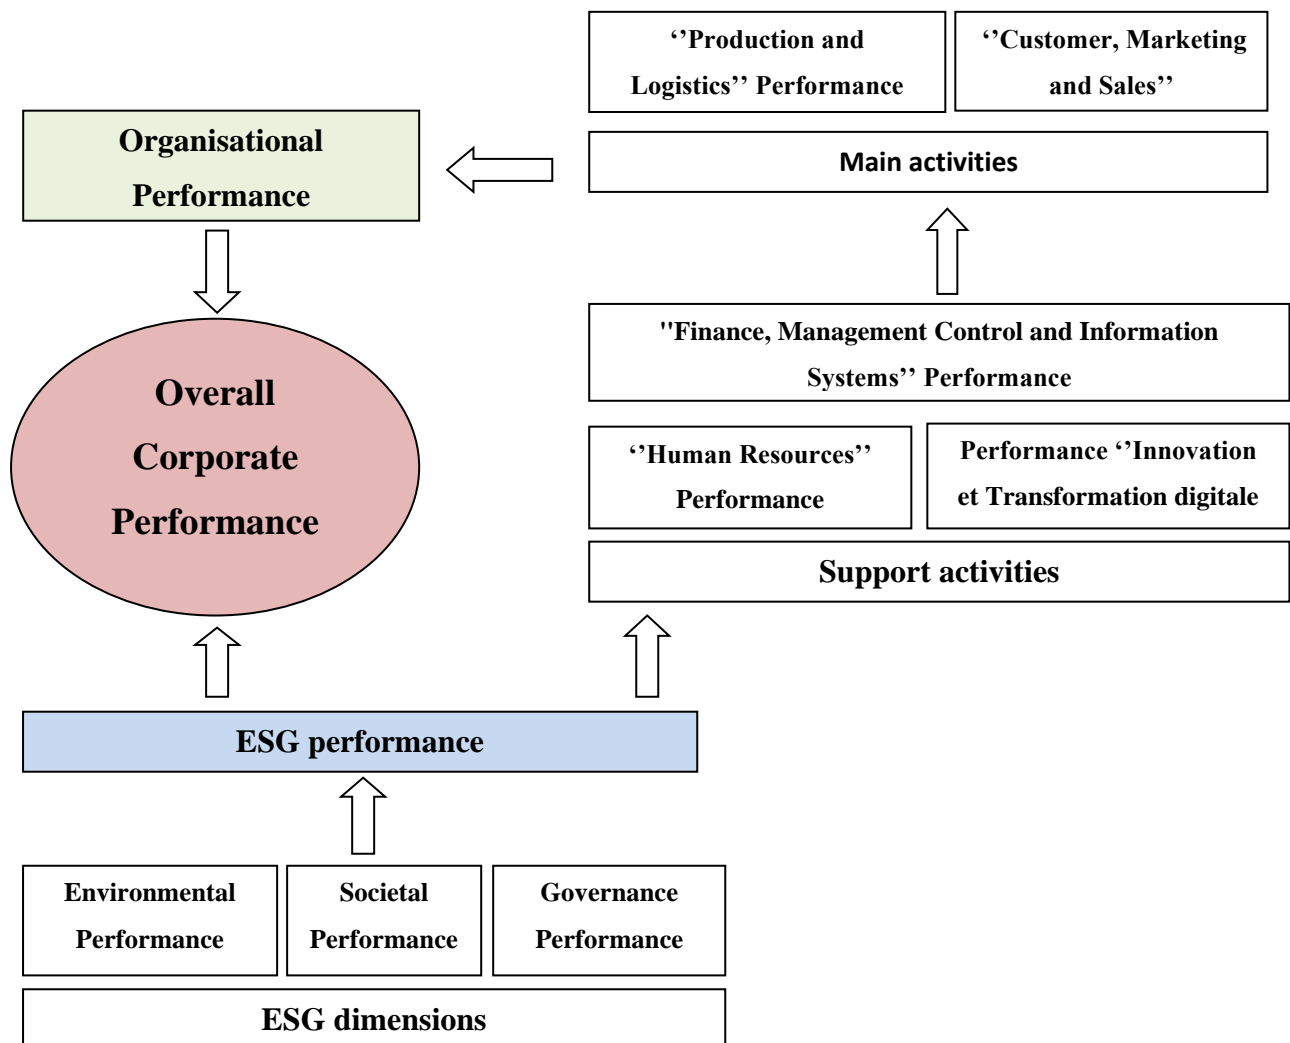 ‘’Production and
Logistics’’ Performance
‘’Customer, Marketing
and Sales’’
Organisational
Performance
Main activities
"Finance, Management Control and Information
Systems’’ Performance
Overall
Corporate
Performance
‘’Human Resources’’
Performance
Performance ‘’Innovation
et Transformation digitale
Support activities
ESG performance
Environmental
Performance
Societal
Performance
Governance
Performance
ESG dimensions